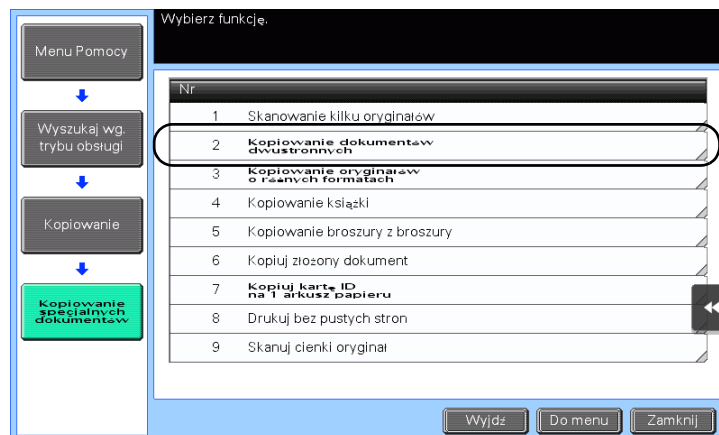 Wybierz funkcję.
Menu Pomocy
Wyszukaj wg.
trybu obsługi
Kopiowanie
Kopiowanie
specjalnych
dokumentów
Nr
1 Skanowanie kilku oryginałów
2 Kopiowanie dokumentów
dwustronnych
3 Kopiowanie oryginałów
o różnych formatach
4 Kopiowanie książki
5 Kopiowanie broszury z broszury
6 Kopiuj złożony dokument
7 Kopiuj kartę ID
na 1 arkusz papieru
8 Drukuj bez pustych stron
9 Skanuj cienki oryginał
Wyjdź Do menu Zamknij